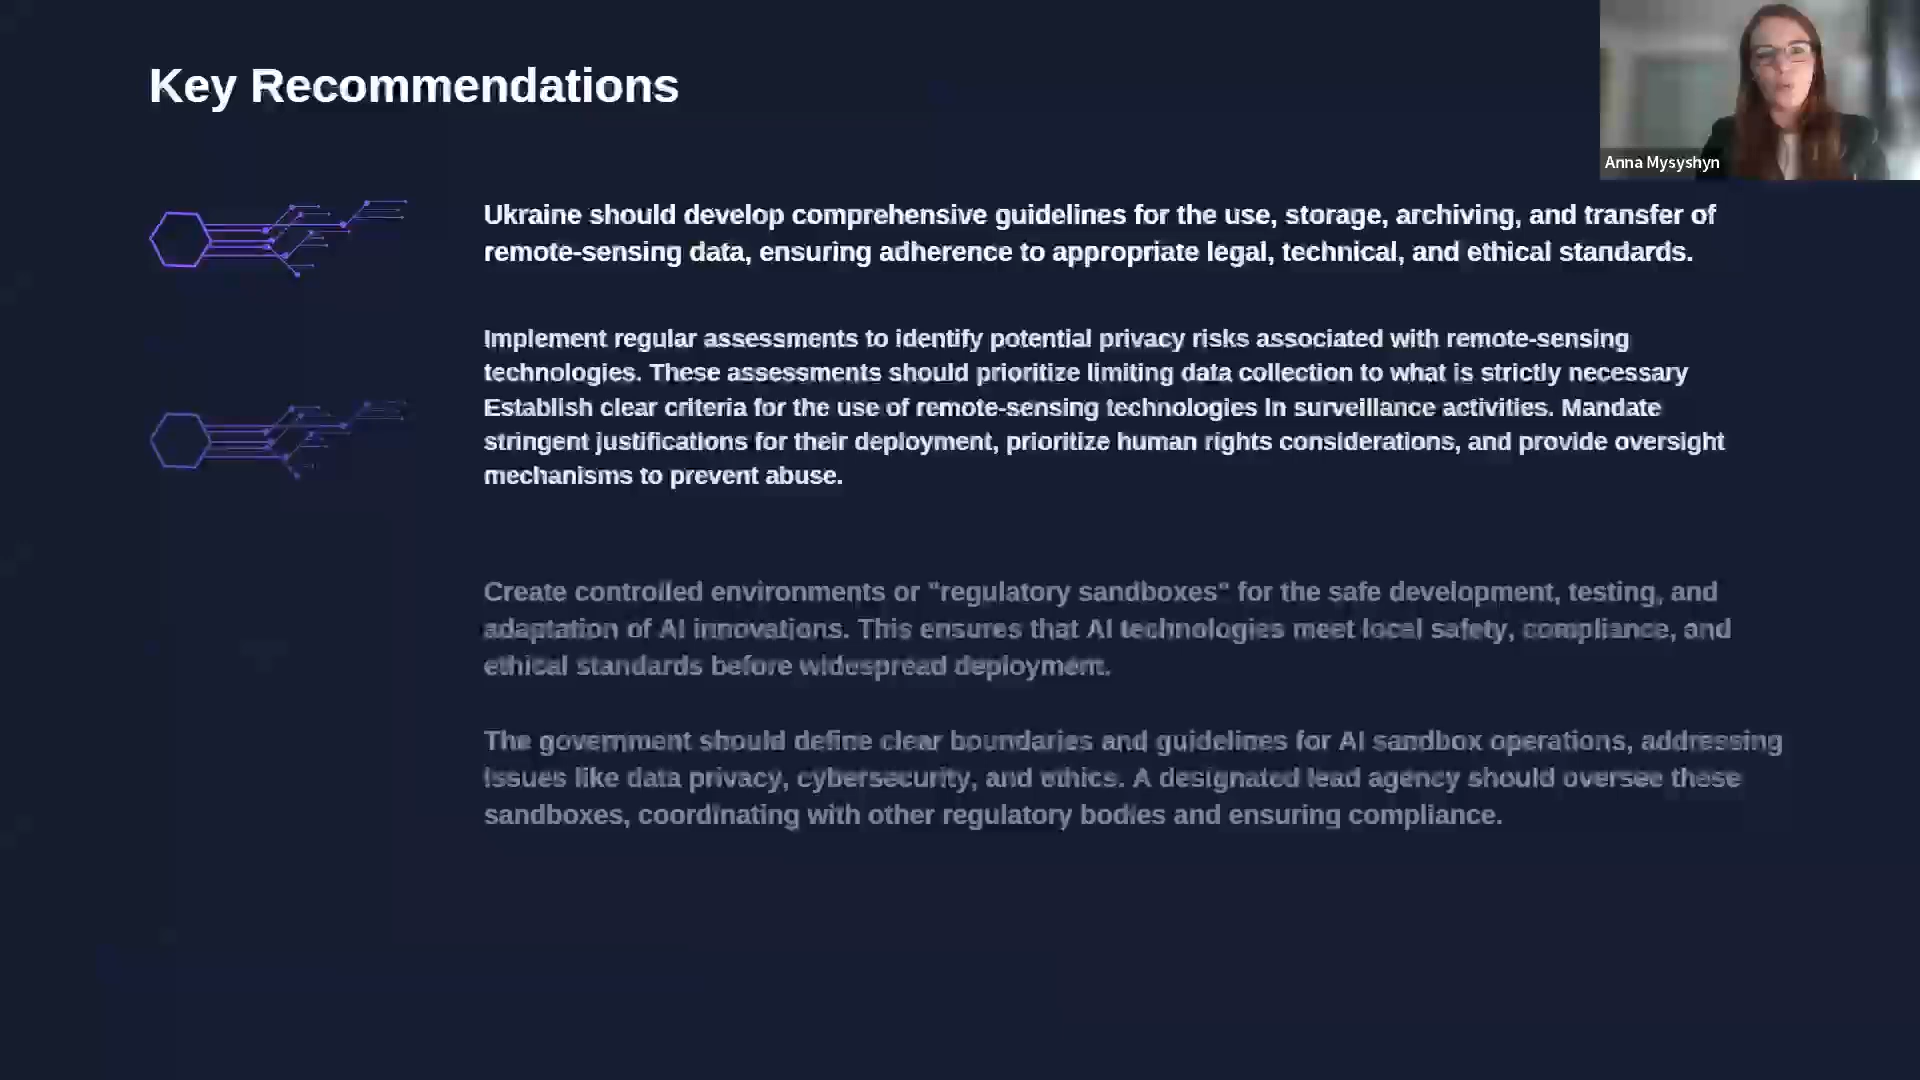 Key Recommendations
Anna Mysyshyn
Ukraine should develop comprehensive guidelines for the use, storage, archiving, and transfer of
remote-sensing data, ensuring adherence to appropriate legal, technical, and ethical standards.
Implement regular assessments to identify potential privacy risks associated with remote-sensing
technologies. These assessments should prioritize limiting data collection to what is strictly necessary
Establish clear criteria for the use of remote-sensing technologies in surveillance activities. Mandate
stringent justifications for their deployment, prioritize human rights considerations, and provide oversight
mechanisms to prevent abuse.
Create controlled environments or "regulatory sandboxes" for the safe development, testing, and
adaptation of AI innovations. This ensures that AI technologies meet local safety, compliance, and
ethical standards before widespread deployment.
The government should define clear boundaries and guidelines for AI sandbox operations, addressing
issues like data privacy, cybersecurity, and ethics. A designated lead agency should oversee these
sandboxes, coordinating with other regulatory bodies and ensuring compliance.